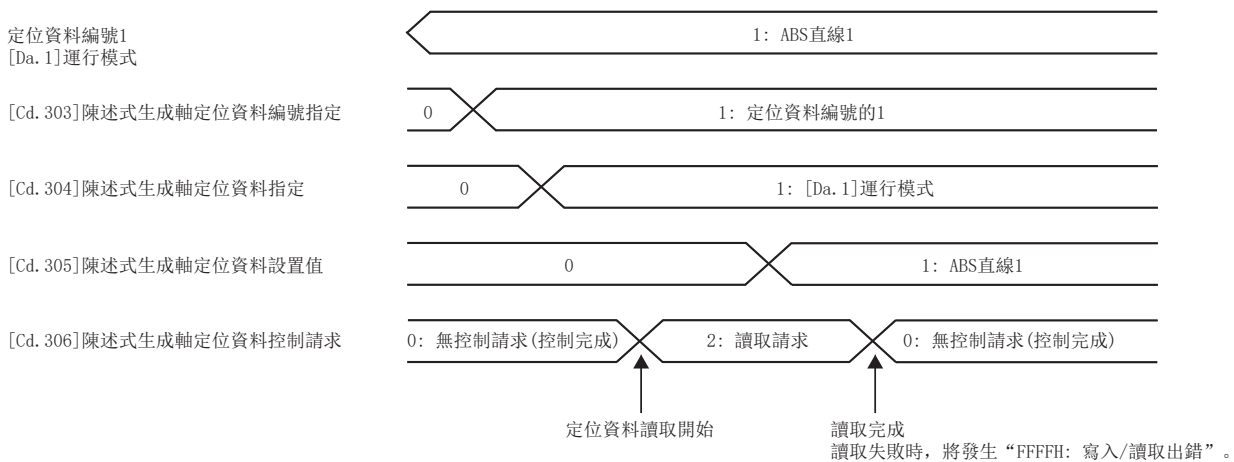 定位資料編號1
[Da.1]運行模式
1: ABS直線1
[Cd.303]陳述式生成軸定位資料編號指定
0
1: 定位資料編號的1
[Cd.304]陳述式生成軸定位資料指定
0
1: [Da.1]運行模式
[Cd.305]陳述式生成軸定位資料設置值
0
1: ABS直線1
[Cd.306]陳述式生成軸定位資料控制請求
0: 無控制請求(控制完成)
2: 讀取請求
0: 無控制請求(控制完成)
定位資料讀取開始
讀取完成
讀取失敗時，將發生“FFFFH: 寫入/讀取出錯”。